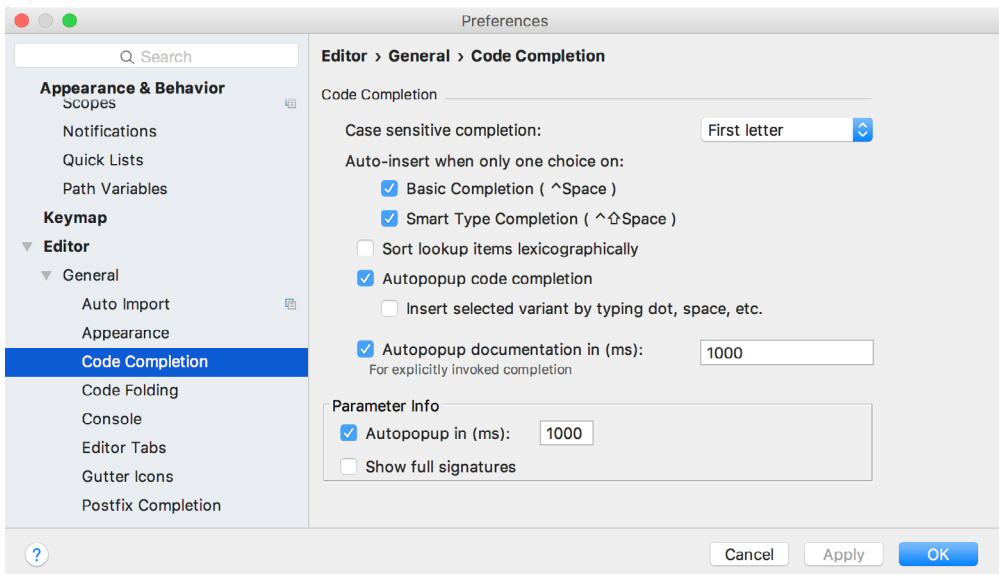 Preferences
Search
Appearance & Behavior
Scopes
Notifications
Quick Lists
Path Variables
Keymap
Editor
General
Auto Import
Appearance
Code Completion
Code Folding
Console
Editor Tabs
Gutter Icons
Postfix Completion
Editor › General › Code Completion
Code Completion
Case sensitive completion: First letter
Auto-insert when only one choice on:
Basic Completion ( ^Space )
Smart Type Completion ( ^⇧Space )
Sort lookup items lexicographically
Autopopup code completion
Insert selected variant by typing dot, space, etc.
Autopopup documentation in (ms): 1000
For explicitly invoked completion
Parameter Info
Autopopup in (ms): 1000
Show full signatures
? Cancel Apply OK